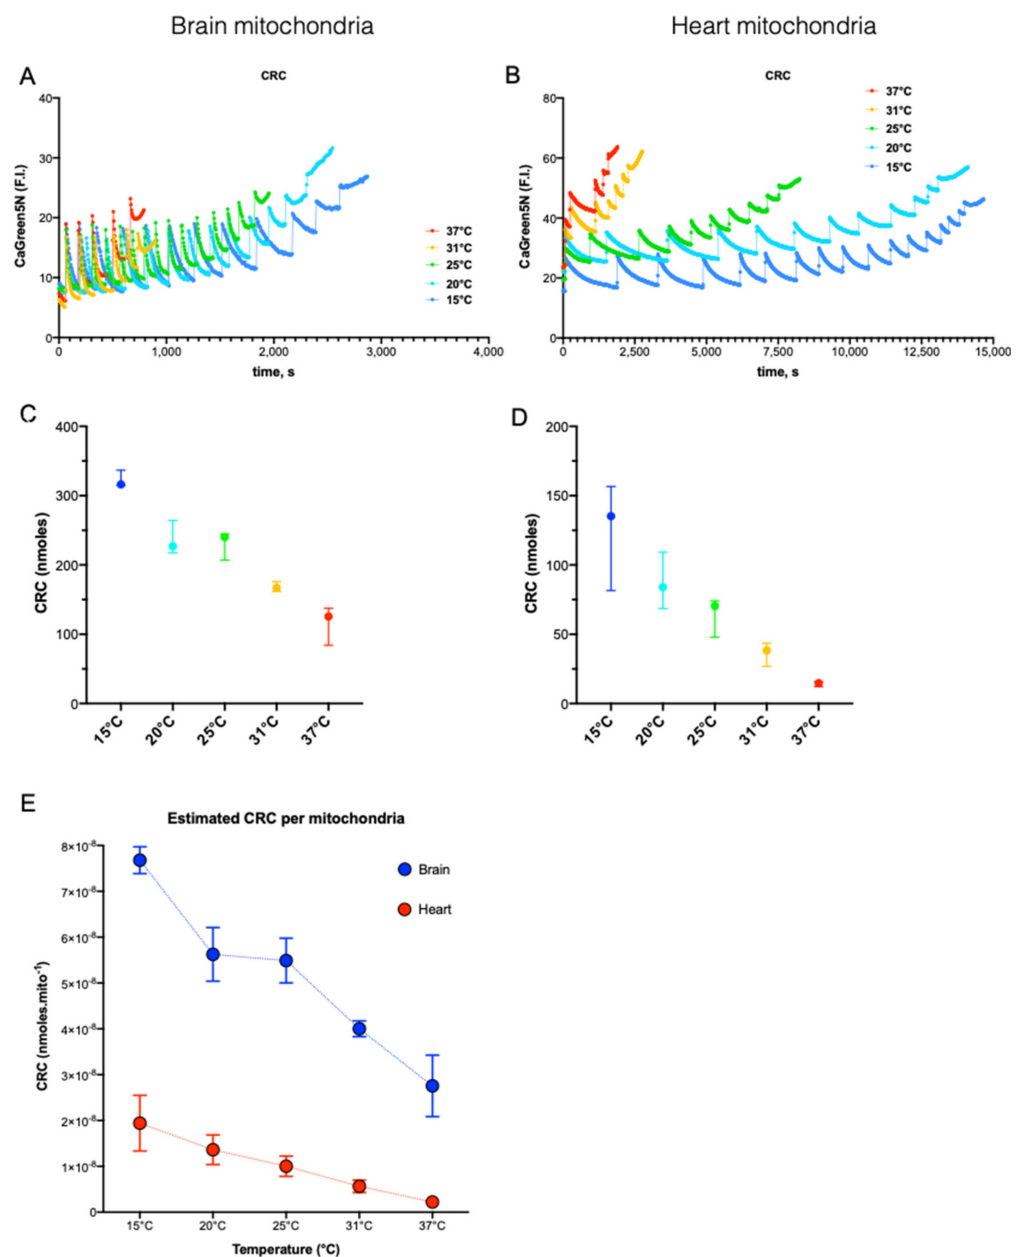 Brain mitochondria
Heart mitochondria
A
CRC
CaGreen5N (F.I.)
40
30
20
10
0
0
1,000
2,000
3,000
4,000
time, s
37°C
31°C
25°C
20°C
15°C
B
CRC
CaGreen5N (F.I.)
80
60
40
20
0
0
2,500
5,000
7,500
10,000
12,500
15,000
time, s
37°C
31°C
25°C
20°C
15°C
C
CRC (nmoles)
400
300
200
100
0
15°C
20°C
25°C
31°C
37°C
D
CRC (nmoles)
200
150
100
50
0
15°C
20°C
25°C
31°C
37°C
E
Estimated CRC per mitochondria
CRC (nmoles.mito⁻¹)
8×10⁻⁸
7×10⁻⁸
6×10⁻⁸
5×10⁻⁸
4×10⁻⁸
3×10⁻⁸
2×10⁻⁸
1×10⁻⁸
0
Brain
Heart
15°C
20°C
25°C
31°C
37°C
Temperature (°C)